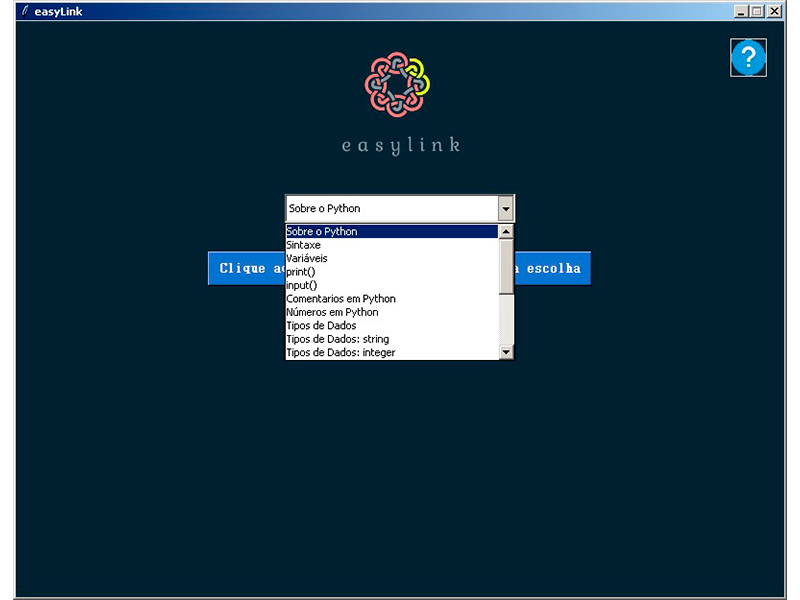 easyLink
?
easylink
Sobre o Python
Sobre o Python
Sintaxe
Variáveis
print()
input()
Comentarios em Python
Números em Python
Tipos de Dados
Tipos de Dados: string
Tipos de Dados: integer
Clique escolha